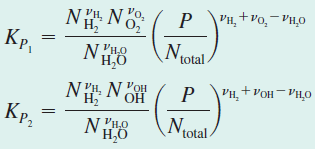 K_{P_1} = \frac{N_{H_2}^{\nu_{H_2}} N_{O_2}^{\nu_{O_2}}}{N_{H_2O}^{\nu_{H_2O}}} \left( \frac{P}{N_{total}} \right)^{\nu_{H_2} + \nu_{O_2} - \nu_{H_2O}}
K_{P_2} = \frac{N_{H_2}^{\nu_{H_2}} N_{OH}^{\nu_{OH}}}{N_{H_2O}^{\nu_{H_2O}}} \left( \frac{P}{N_{total}} \right)^{\nu_{H_2} + \nu_{OH} - \nu_{H_2O}}